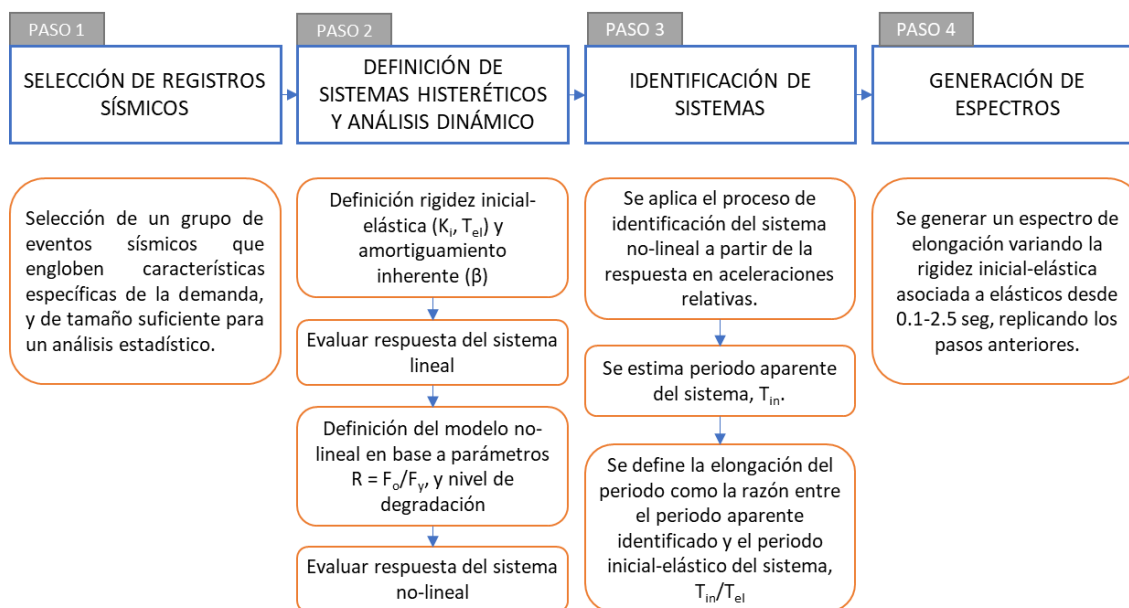 PASO 1
SELECCIÓN DE REGISTROS
SÍSMICOS
Selección de un grupo de
eventos sísmicos que
engloben características
específicas de la demanda,
y de tamaño suficiente para
un análisis estadístico.
PASO 2
DEFINICIÓN DE
SISTEMAS HISTERÉTICOS
Y ANÁLISIS DINÁMICO
Definición rigidez inicial-
elástica (Ki, Tel) y
amortiguamiento
inherente (β)
Evaluar respuesta del sistema
lineal
Definición del modelo no-
lineal en base a parámetros
R = Fo/Fy, y nivel de
degradación
Evaluar respuesta del sistema
no-lineal
PASO 3
IDENTIFICACIÓN DE
SISTEMAS
Se aplica el proceso de
identificación del sistema
no-lineal a partir de la
respuesta en aceleraciones
relativas.
Se estima periodo aparente
del sistema, Tin.
Se define la elongación del
periodo como la razón entre
el periodo aparente
identificado y el periodo
inicial-elástico del sistema,
Tin/Tel
PASO 4
GENERACIÓN DE
ESPECTROS
Se generar un espectro de
elongación variando la
rigidez inicial-elástica
asociada a elásticos desde
0.1-2.5 seg, replicando los
pasos anteriores.